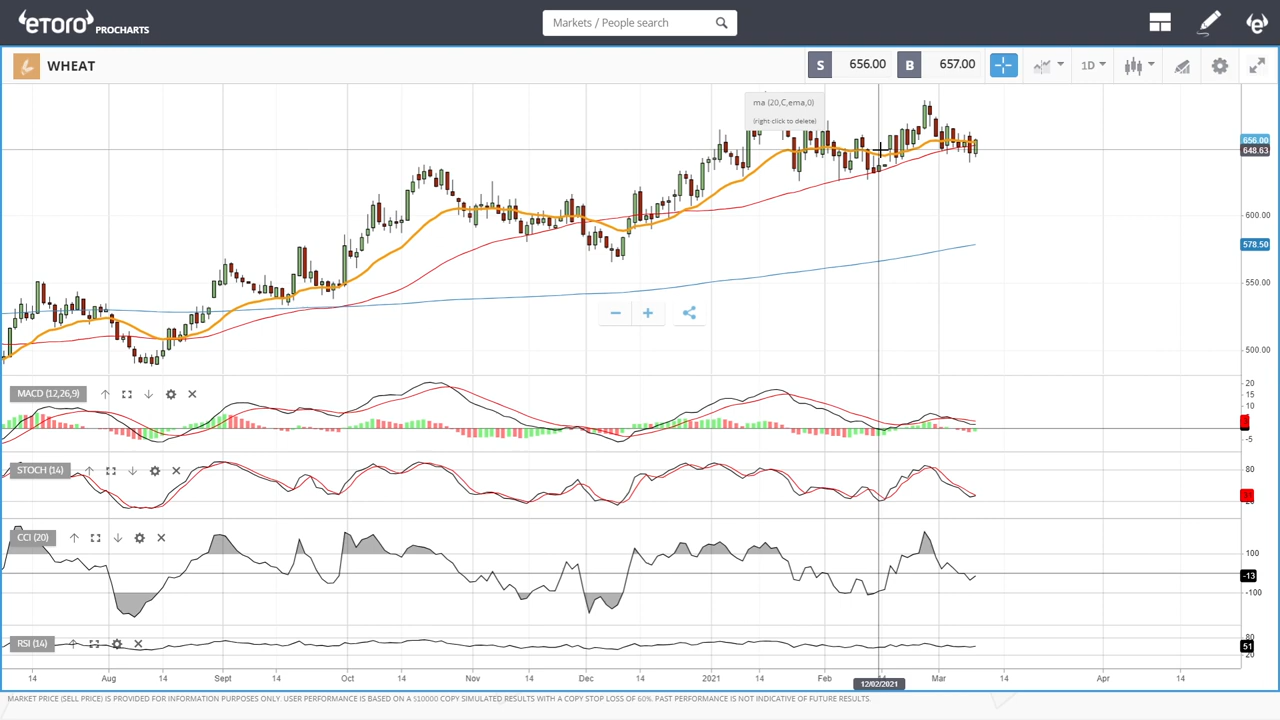 eToro PROCHARTS
Markets / People search
WHEAT
S 656.00 B 657.00
1D
ma (20,C,ema,0)
(right click to delete)
656.00
648.63
600.00
578.50
550.00
500.00
MACD (12,26,9)
20
15
10
-5
STOCH (14)
80
CCI (20)
100
-13
-100
RSI (14)
80
51
20
14 Aug 14 Sept 14 Oct 14 Nov 14 Dec 14 2021 14 Feb 14 Mar 14 Apr 14
12/02/2021
MARKET PRICE (SELL PRICE) IS PROVIDED FOR INFORMATION PURPOSES ONLY. USER PERFORMANCE IS BASED ON A $10000 COPY SIMULATED RESULTS WITH A COPY STOP LOSS OF 60%. PAST PERFORMANCE IS NOT INDICATIVE OF FUTURE RESULTS.